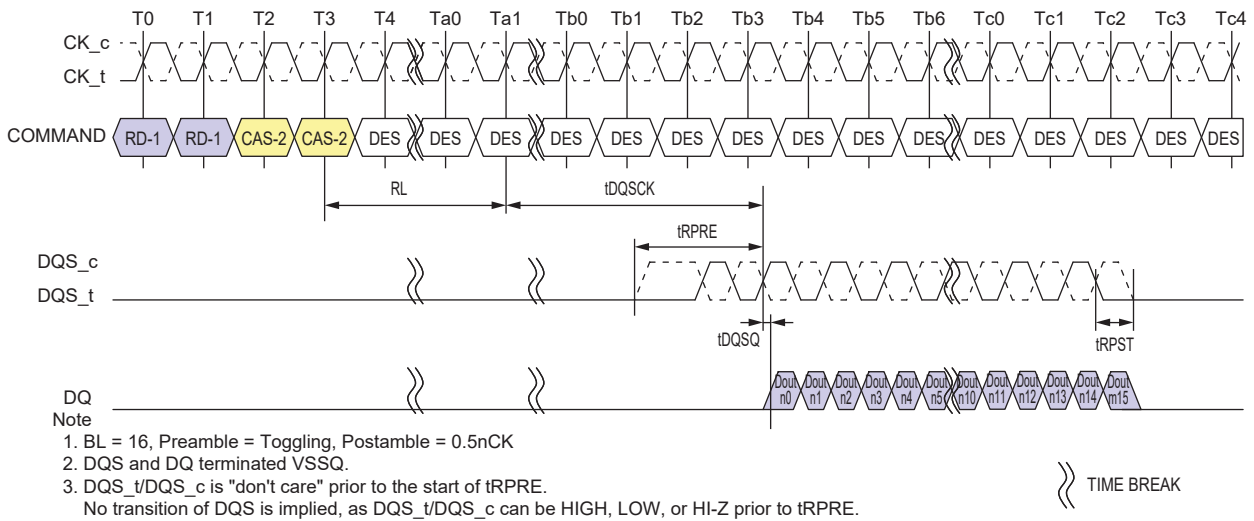 T0 T1 T2 T3 T4 Ta0 Ta1 Tb0 Tb1 Tb2 Tb3 Tb4 Tb5 Tb6 Tc0 Tc1 Tc2 Tc3 Tc4
CK_c
CK_t
COMMAND RD-1 RD-1 CAS-2 CAS-2 DES DES DES DES DES DES DES DES DES DES DES DES DES DES DES
RL tDQSCK
tRPRE
DQS_c
DQS_t
tDQSQ tRPST
DQ Dout n0 Dout n1 Dout n2 Dout n3 Dout n4 Dout n5 Dout n10 Dout n11 Dout n12 Dout n13 Dout n14 Dout m15
Note
1. BL = 16, Preamble = Toggling, Postamble = 0.5nCK
2. DQS and DQ terminated VSSQ.
3. DQS_t/DQS_c is "don't care" prior to the start of tRPRE.
No transition of DQS is implied, as DQS_t/DQS_c can be HIGH, LOW, or HI-Z prior to tRPRE.
TIME BREAK